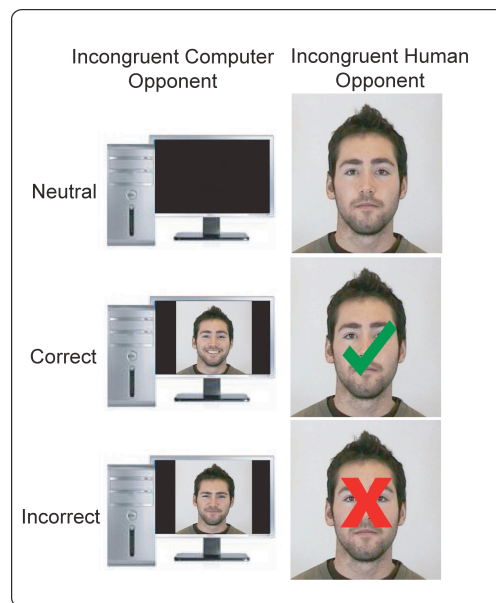 Incongruent Computer
Opponent
Incongruent Human
Opponent
Neutral
Correct
Incorrect